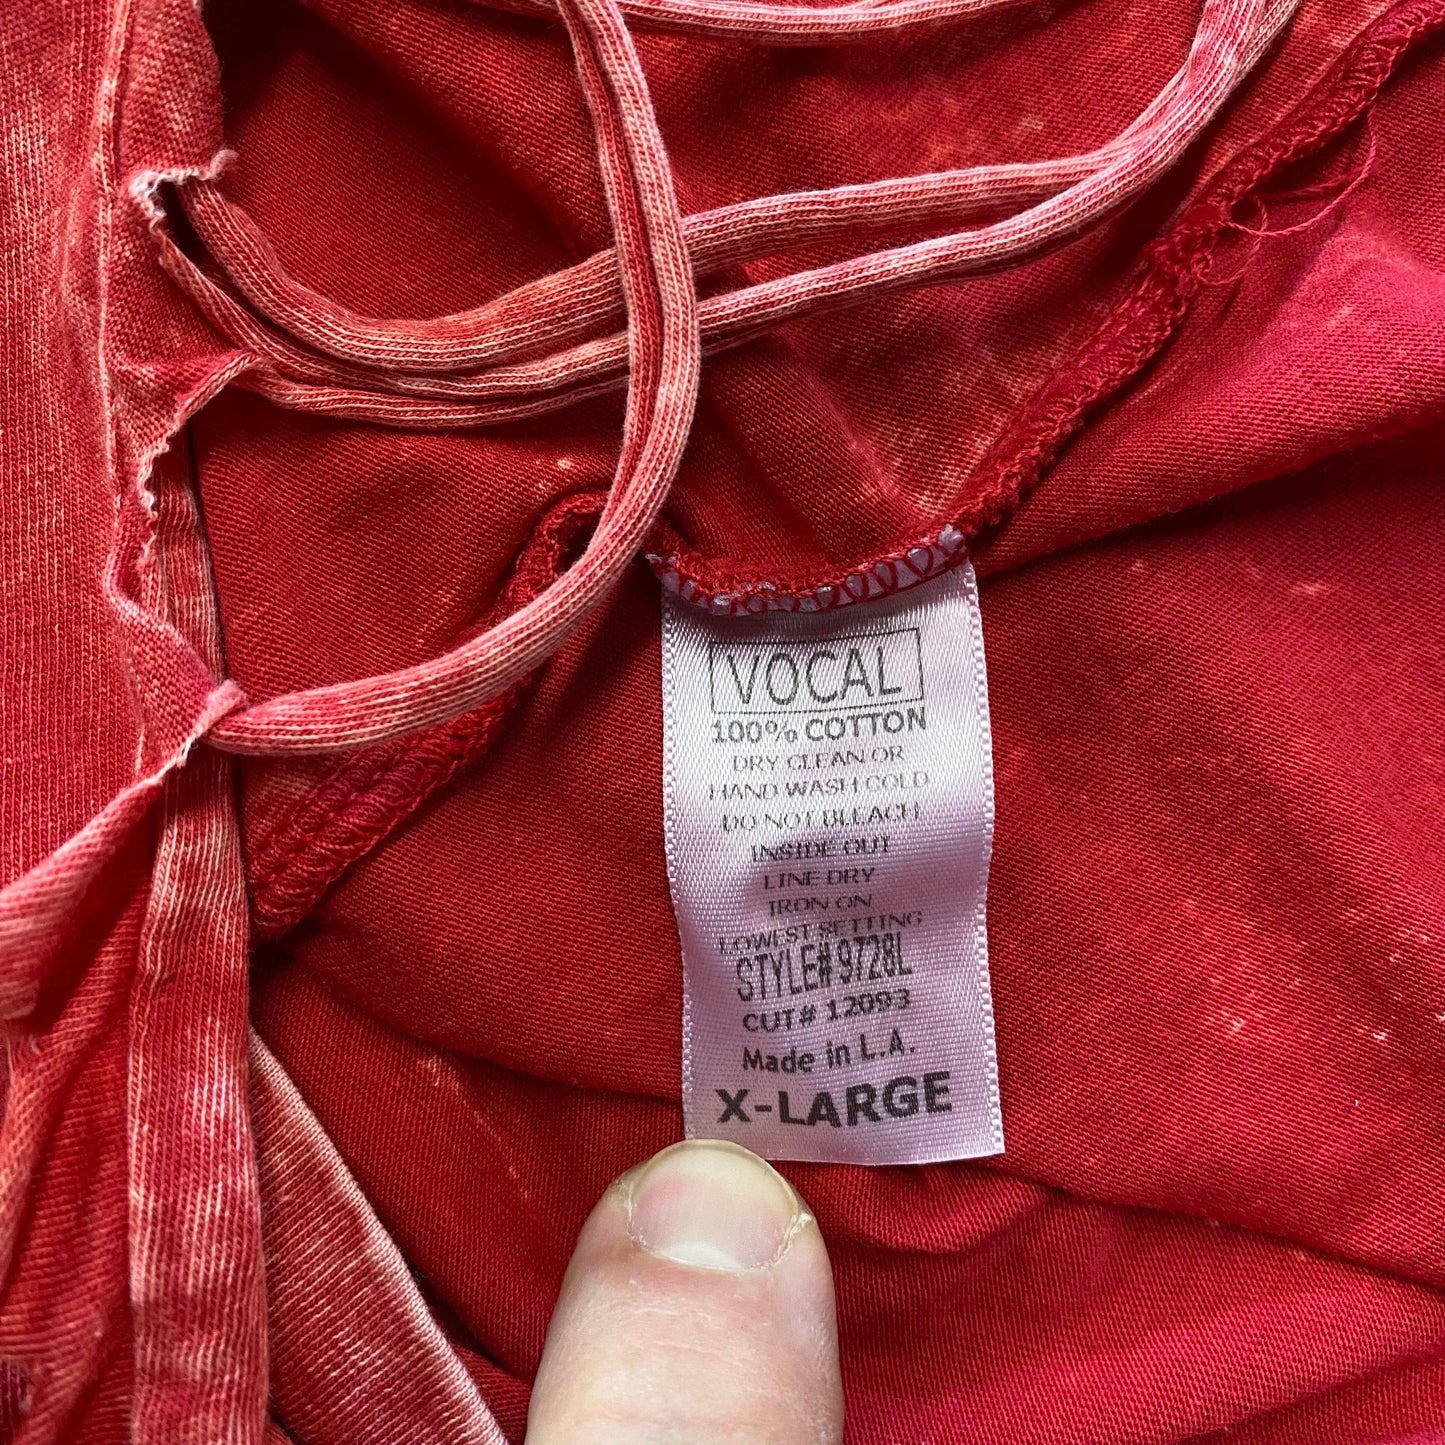 VOCAL
100% COTTON
DRY CLEAN OR
HAND WASH COLD
DO NOT BLEACH
INSIDE OUT
LINE DRY
IRON ON
LOWEST SETTING
STYLE# 9728L
CUT# 12093
Made in L.A.
X-LARGE